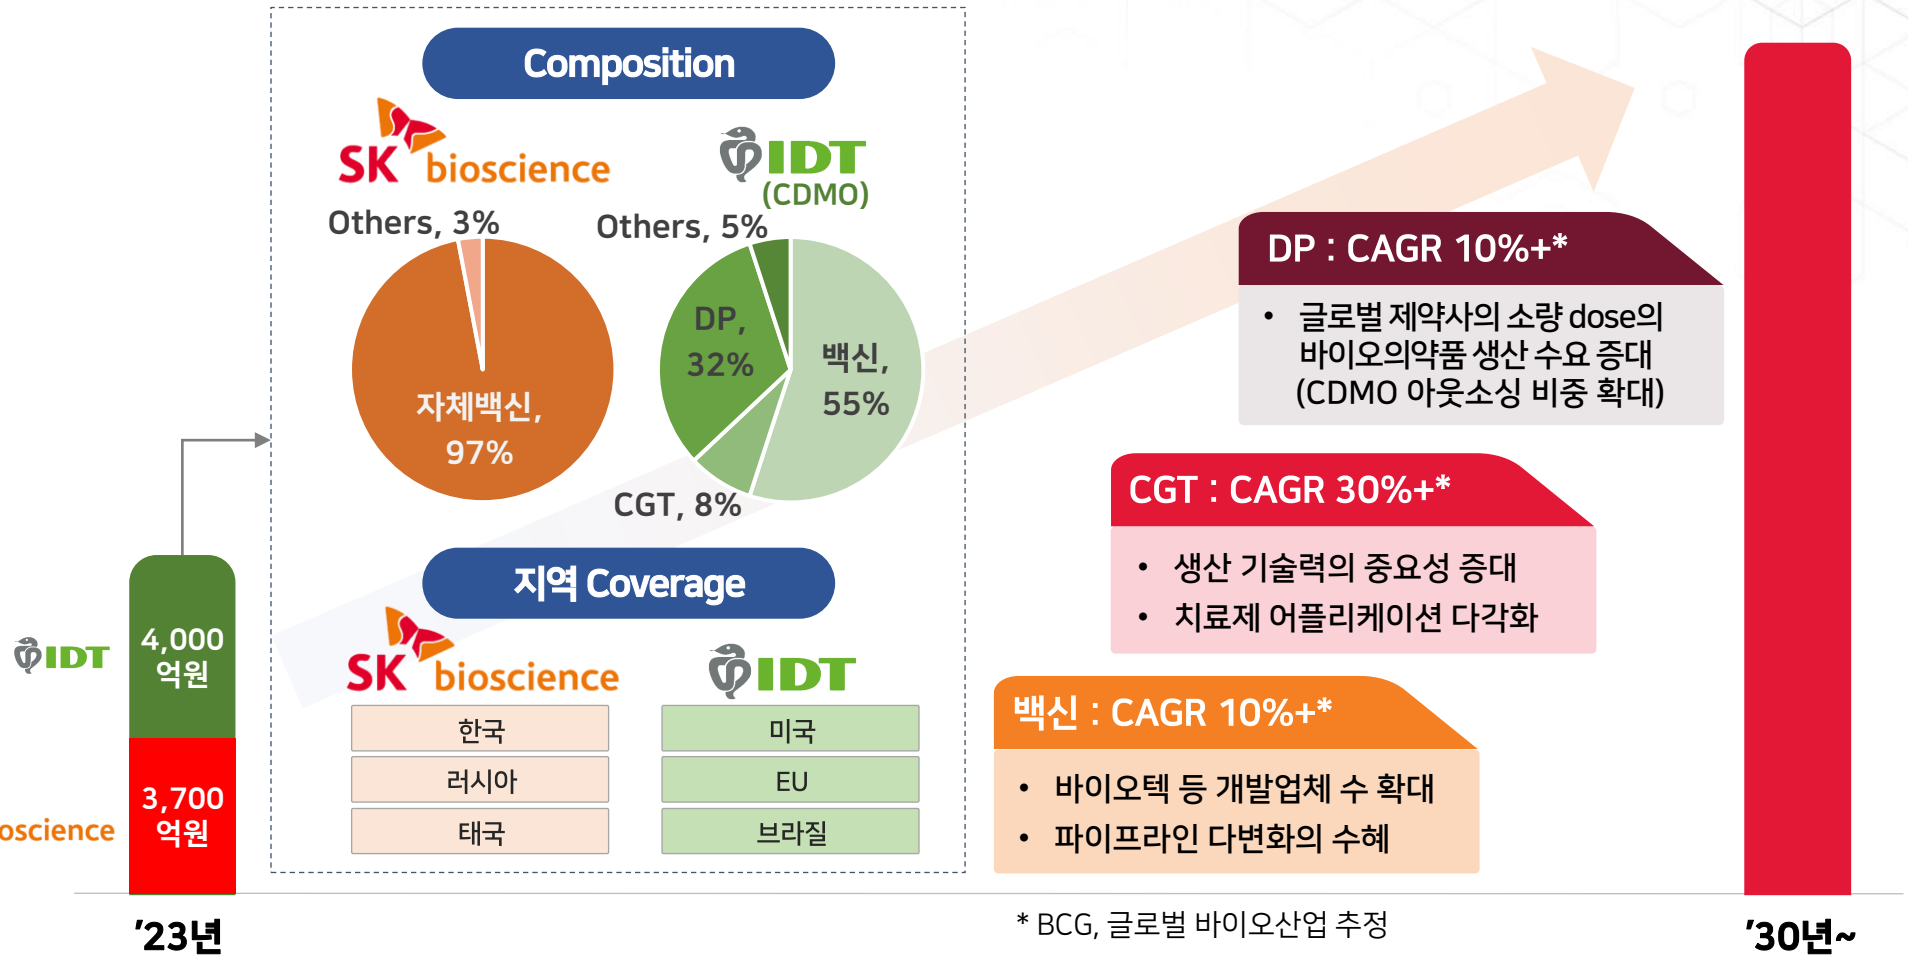 Composition
SK bioscience
IDT
(CDMO)
Others, 3%
자체백신,
97%
Others, 5%
DP,
32%
백신,
55%
CGT, 8%
지역 Coverage
SK bioscience
IDT
한국
러시아
태국
미국
EU
브라질
IDT
4,000
억원
oscience
3,700
억원
'23년
DP : CAGR 10%+*
• 글로벌 제약사의 소량 dose의
바이오의약품 생산 수요 증대
(CDMO 아웃소싱 비중 확대)
CGT : CAGR 30%+*
• 생산 기술력의 중요성 증대
• 치료제 어플리케이션 다각화
백신 : CAGR 10%+*
• 바이오텍 등 개발업체 수 확대
• 파이프라인 다변화의 수혜
* BCG, 글로벌 바이오산업 추정
'30년~